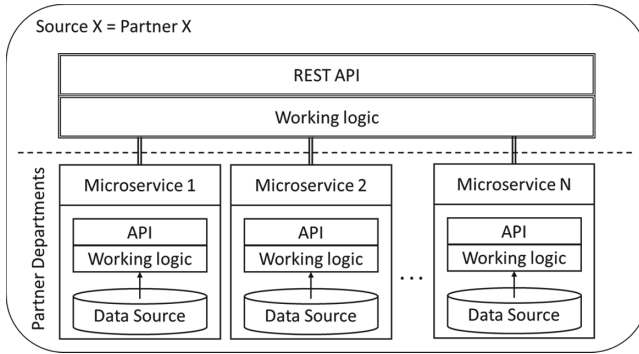 Source X = Partner X
REST API
Working logic
Partner Departments
Microservice 1
API
Working logic
Data Source
Microservice 2
API
Working logic
Data Source
...
Microservice N
API
Working logic
Data Source